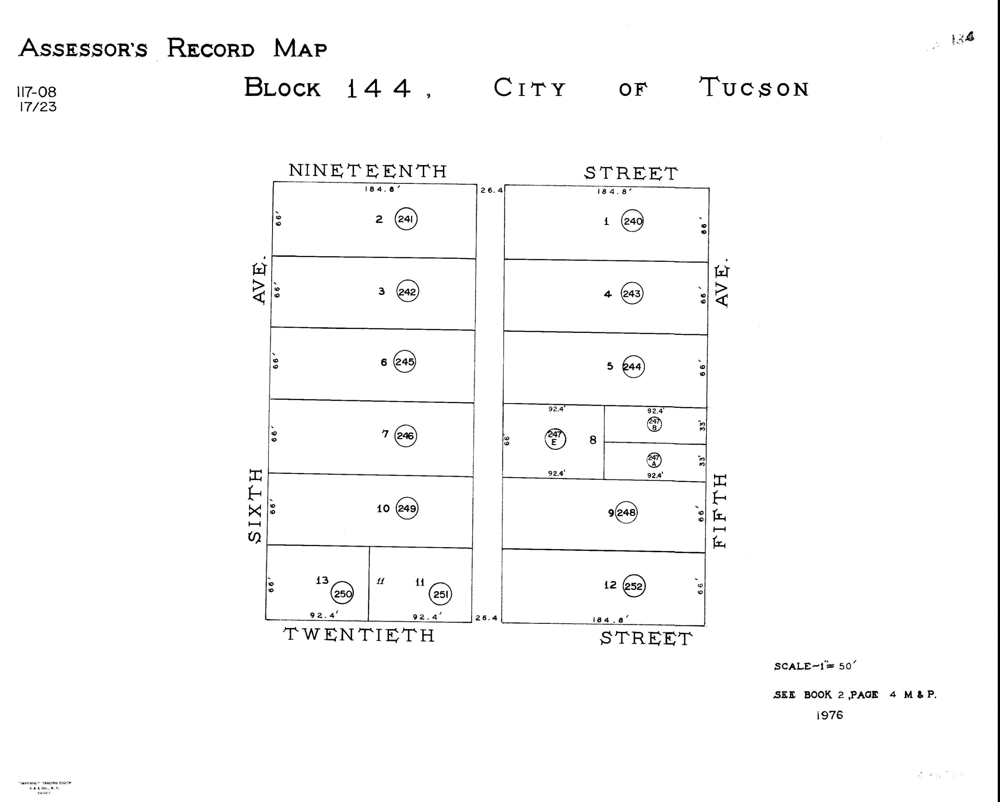 134
ASSESSOR'S RECORD MAP
117-08
17/23
BLOCK 144, CITY OF TUCSON
NINETEENTH STREET
184.8′ 26.4 184.8′
66′ 2 241 1 240 66′
AVE. AVE.
66′ 3 242 4 243 66′
66′ 6 245 5 244 66′
92.4' 92.4'
247 B 33'
66′ 7 246 66' 247 E 8
247 A 33'
92.4' 92.4'
SIXTH FIFTH
66′ 10 249 9 248 66′
66′ 13 250 11 11 251 12 252 66′
92.4′ 92.4′ 26.4 184.8′
TWENTIETH STREET
SCALE-1"= 50′
SEE BOOK 2, PAGE 4 M & P.
1976
"IMPERIAL" TRACING CLOTH
K & E CO., N. Y.